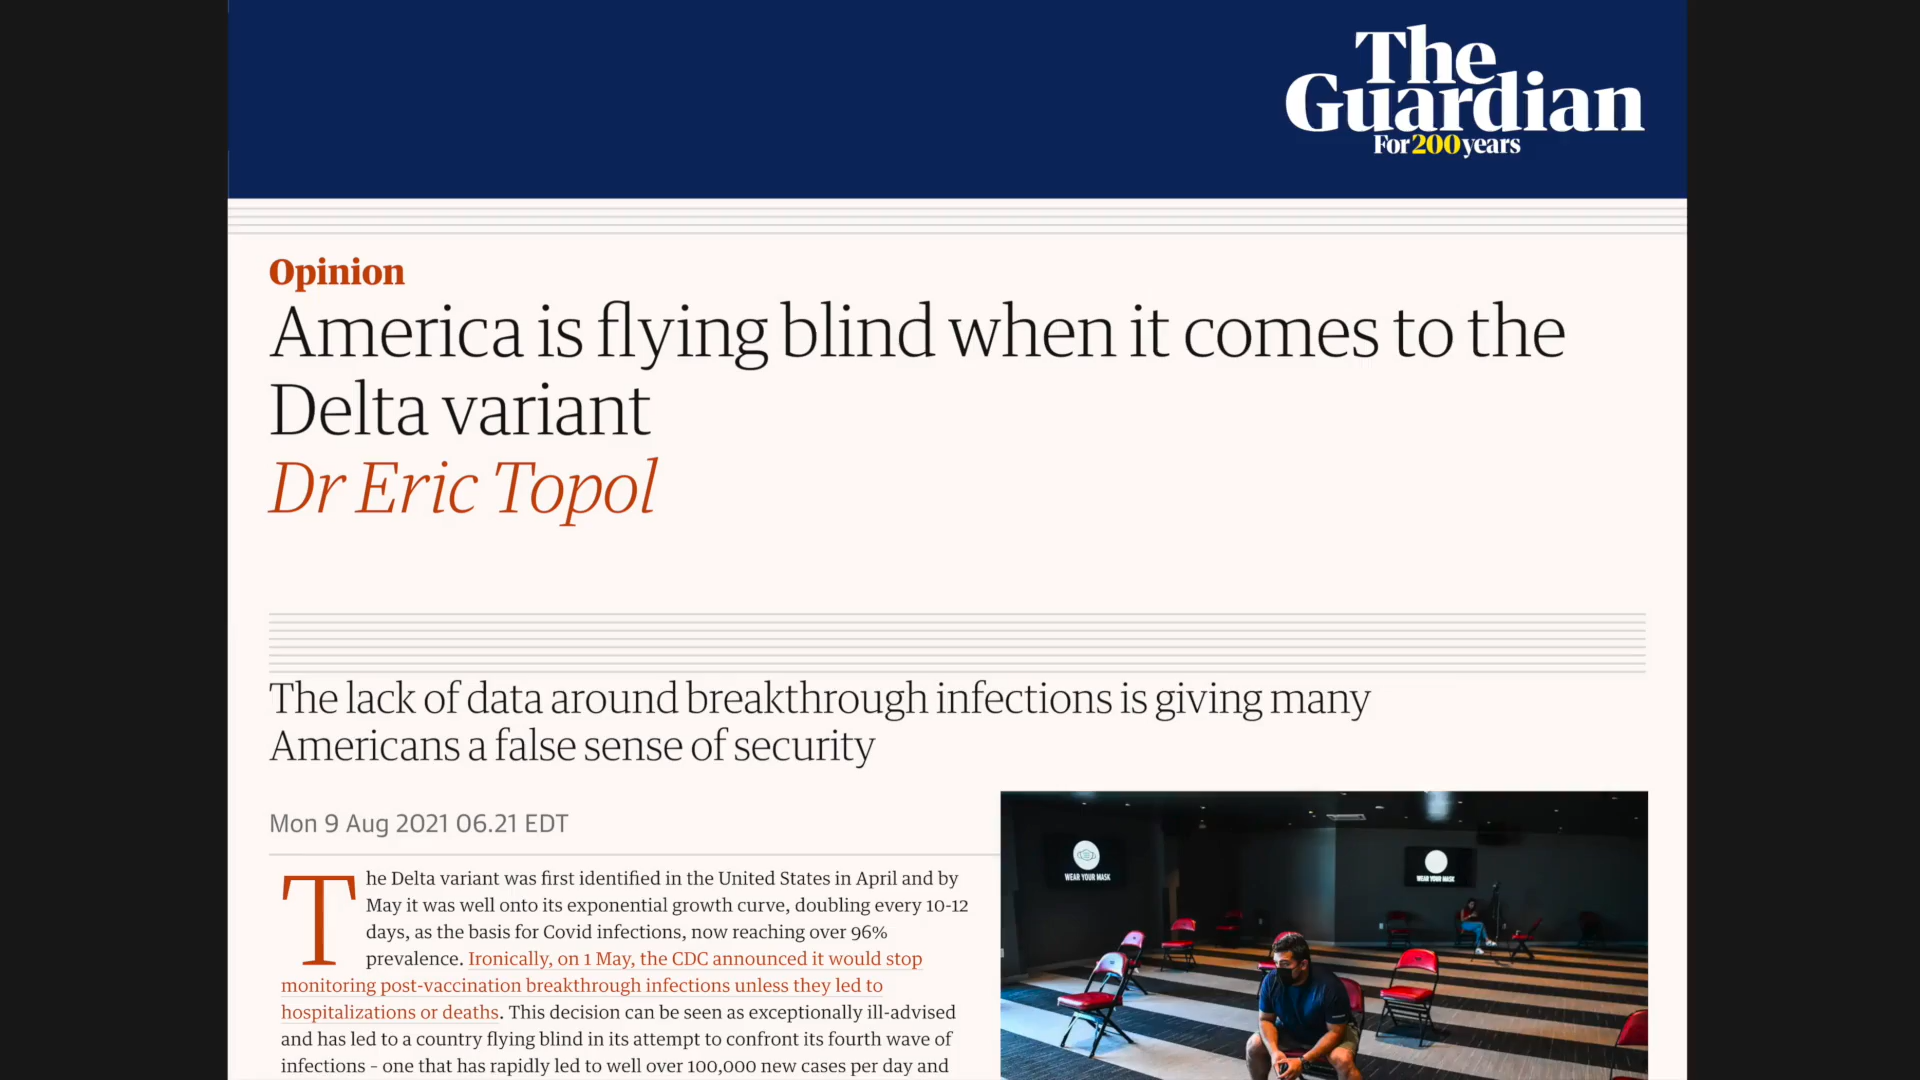 The
Guardian
For 200 years
Opinion
America is flying blind when it comes to the
Delta variant
Dr Eric Topol
The lack of data around breakthrough infections is giving many
Americans a false sense of security
Mon 9 Aug 2021 06.21 EDT
The Delta variant was first identified in the United States in April and by
May it was well onto its exponential growth curve, doubling every 10-12
days, as the basis for Covid infections, now reaching over 96%
prevalence. Ironically, on 1 May, the CDC announced it would stop
monitoring post-vaccination breakthrough infections unless they led to
hospitalizations or deaths. This decision can be seen as exceptionally ill-advised
and has led to a country flying blind in its attempt to confront its fourth wave of
infections – one that has rapidly led to well over 100,000 new cases per day and
WEAR YOUR MASK
WEAR YOUR MASK